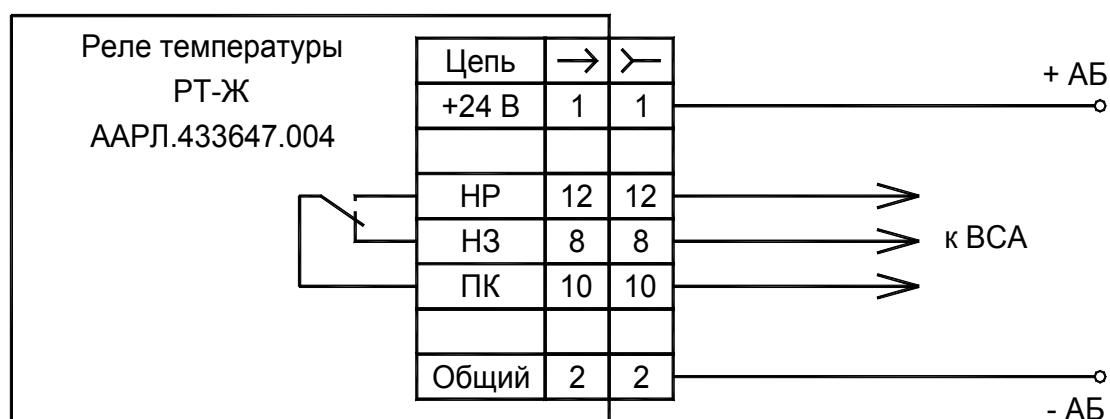 Реле температуры
РТ-Ж
ААРЛ.433647.004
Цепь
+24 В 1 1
+ АБ
НР 12 12
НЗ 8 8
к ВСА
ПК 10 10
Общий 2 2
- АБ